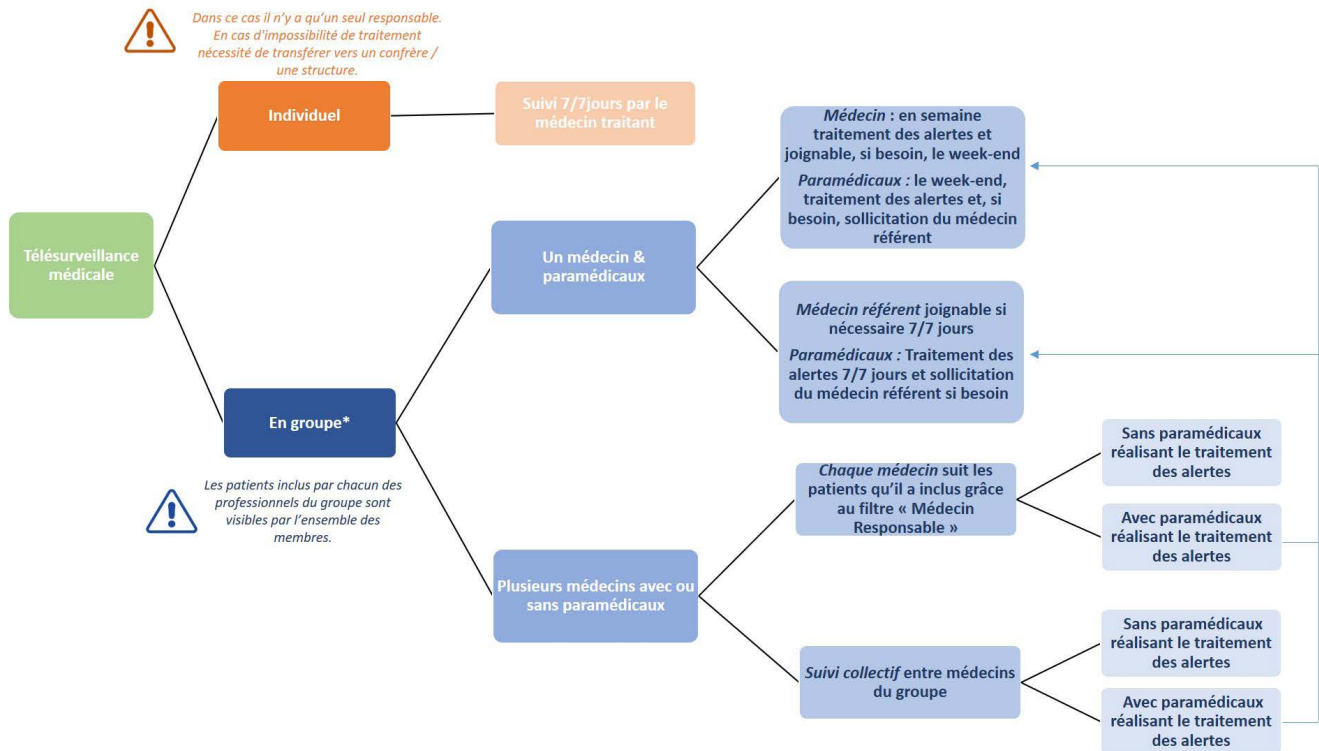 Dans ce cas il n’y a qu’un seul responsable.
En cas d’impossibilité de traitement
nécessité de transférer vers un confrère /
une structure.
Individuel
Suivi 7/7jours par le
médecin traitant
Télésurveillance
médicale
En groupe*
Les patients inclus par chacun des
professionnels du groupe sont
visibles par l’ensemble des
membres.
Un médecin &
paramédicaux
Médecin : en semaine
traitement des alertes et
joignable, si besoin, le week-end
Paramédicaux : le week-end,
traitement des alertes et, si
besoin, sollicitation du médecin
référent
Médecin référent joignable si
nécessaire 7/7 jours
Paramédicaux : Traitement des
alertes 7/7 jours et sollicitation
du médecin référent si besoin
Plusieurs médecins avec ou
sans paramédicaux
Chaque médecin suit les
patients qu’il a inclus grâce
au filtre « Médecin
Responsable »
Sans paramédicaux
réalisant le traitement
des alertes
Avec paramédicaux
réalisant le traitement
des alertes
Suivi collectif entre médecins
du groupe
Sans paramédicaux
réalisant le traitement
des alertes
Avec paramédicaux
réalisant le traitement
des alertes